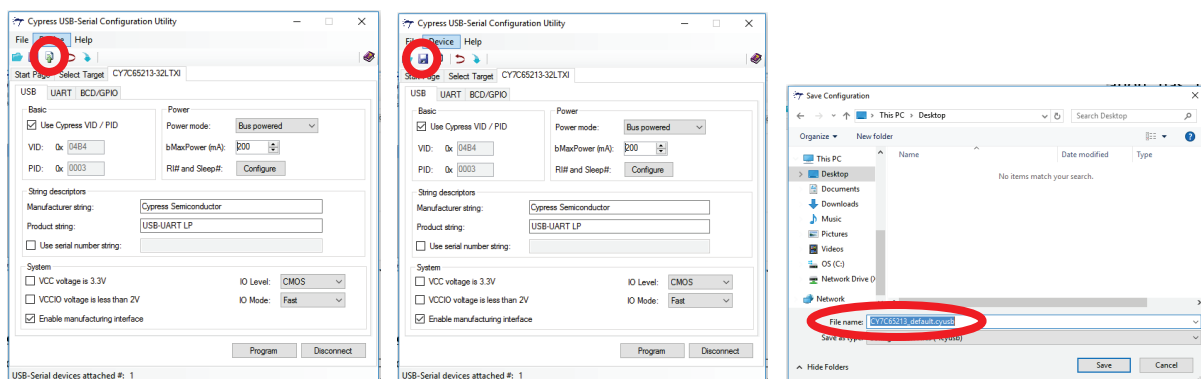 Cypress USB-Serial Configuration Utility
File Help
Start Page Select Target CY7C65213-32LTXI
USB UART BCD/GPIO
Basic Power
Use Cypress VID / PID Power mode: Bus powered
VID: 0x 04B4 bMaxPower (mA): 200
PID: 0x 0003 RI# and Sleep#: Configure
String descriptors
Manufacturer string: Cypress Semiconductor
Product string: USB-UART LP
Use serial number string:
System
VCC voltage is 3.3V IO Level: CMOS
VCCIO voltage is less than 2V IO Mode: Fast
Enable manufacturing interface
Program Disconnect
USB-Serial devices attached #: 1
Cypress USB-Serial Configuration Utility
Device Help
Page Select Target CY7C65213-32LTXI
USB UART BCD/GPIO
Basic Power
Use Cypress VID / PID Power mode: Bus powered
VID: 0x 04B4 bMaxPower (mA): 200
PID: 0x 0003 RI# and Sleep#: Configure
String descriptors
Manufacturer string: Cypress Semiconductor
Product string: USB-UART LP
Use serial number string:
System
VCC voltage is 3.3V IO Level: CMOS
VCCIO voltage is less than 2V IO Mode: Fast
Enable manufacturing interface
Program Disconnect
USB-Serial devices attached #: 1
Save Configuration
This PC > Desktop Search Desktop
Organize New folder
Name Date modified Type
No items match your search.
This PC
Desktop
Documents
Downloads
Music
Pictures
Videos
OS (C:)
Network Drive (
Network
File name: CY7C65213_default.cyusb
Save as type:
Hide Folders Save Cancel